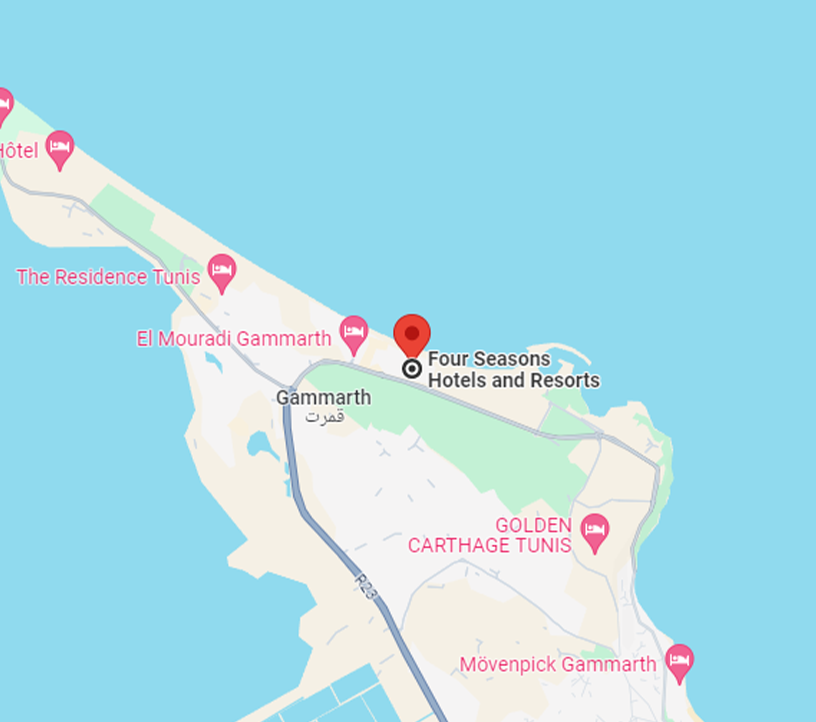 Hôtel
The Residence Tunis
El Mouradi Gammarth
Four Seasons
Hotels and Resorts
Gammarth
قمرت
GOLDEN
CARTHAGE TUNIS
R23
Mövenpick Gammarth